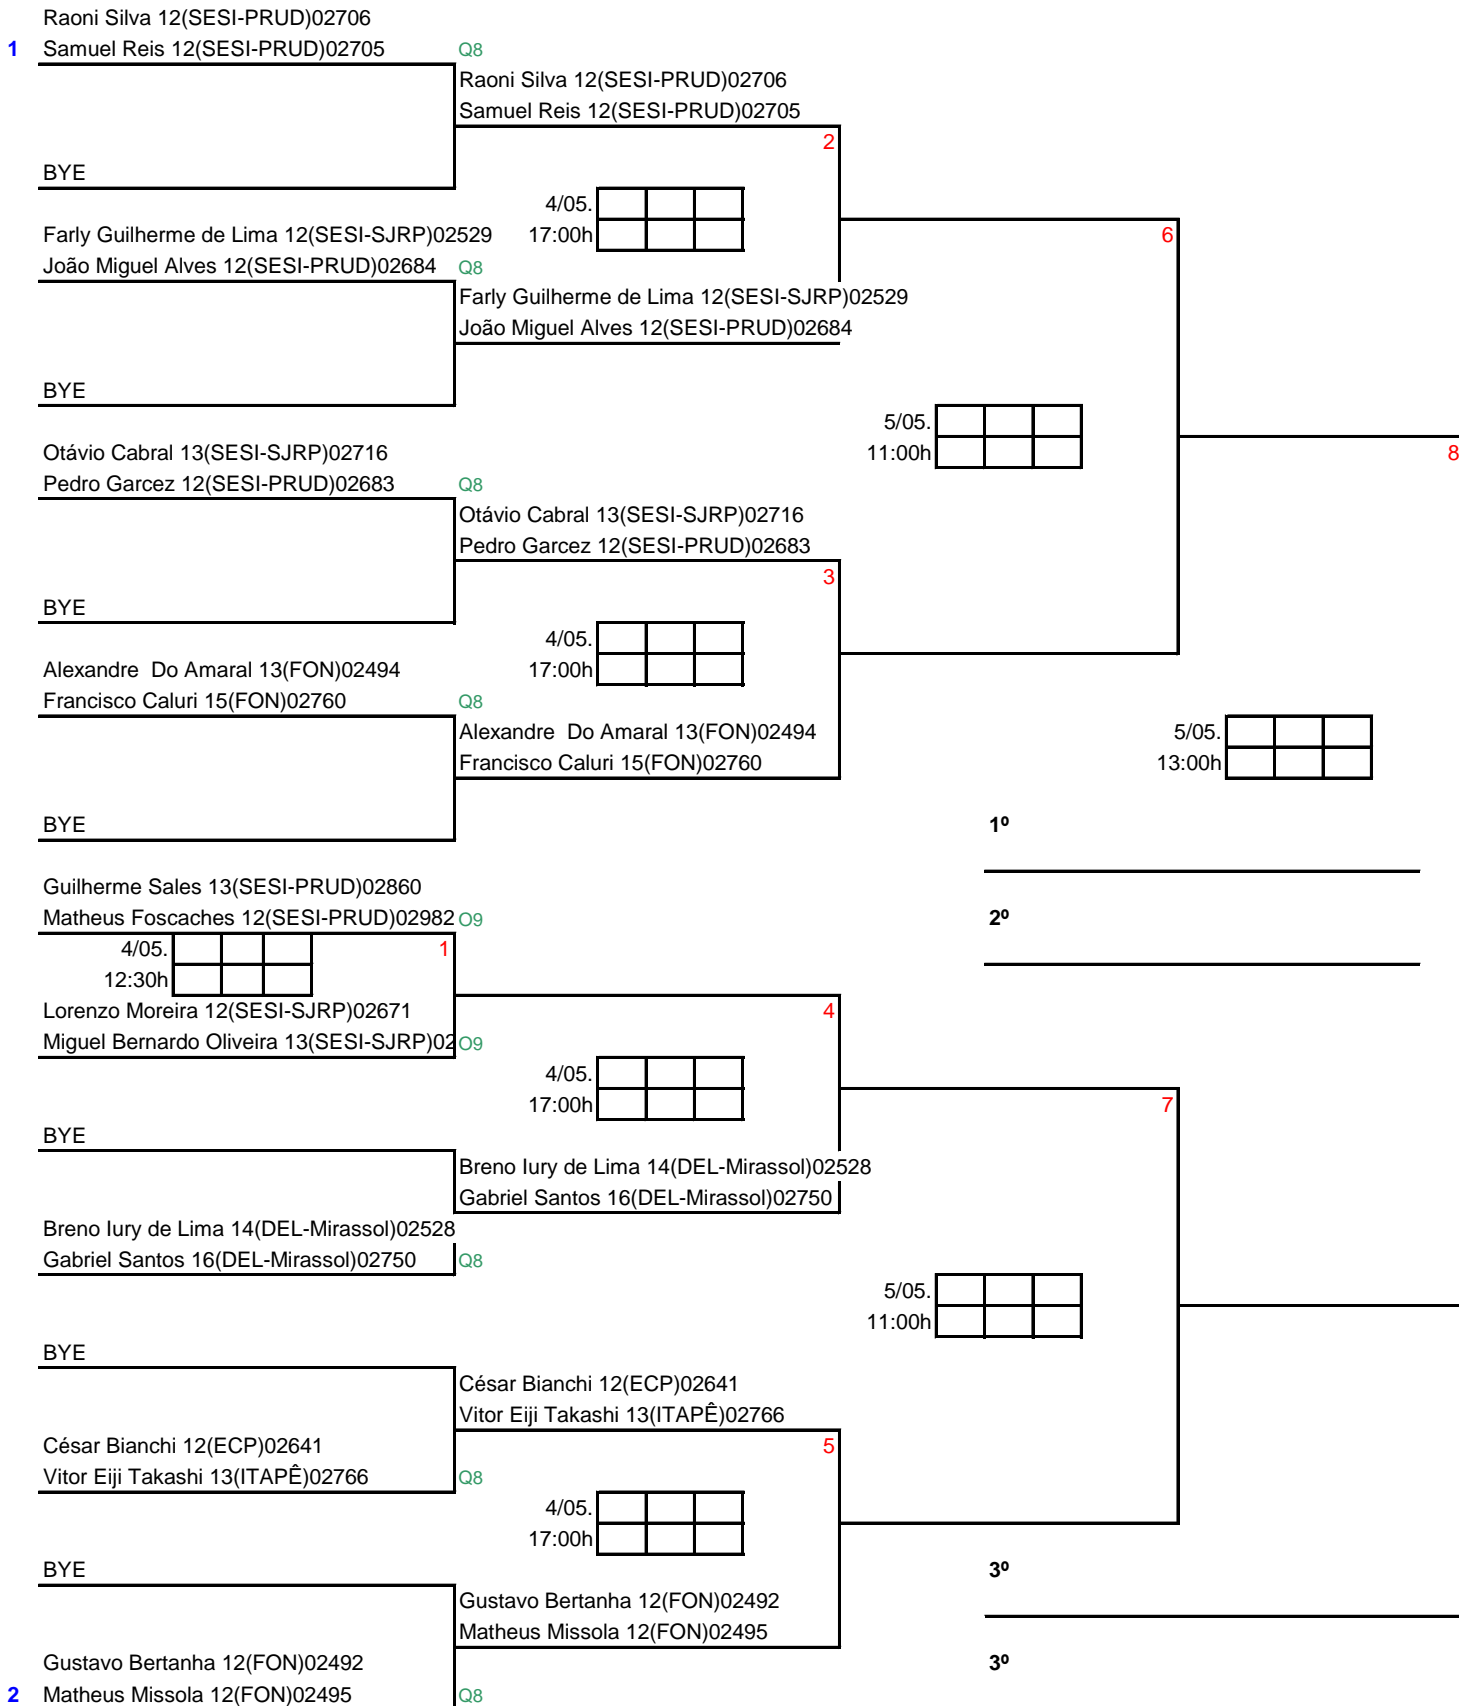 Raoni Silva 12(SESI-PRUD)02706
1 Samuel Reis 12(SESI-PRUD)02705 Q8
Raoni Silva 12(SESI-PRUD)02706
Samuel Reis 12(SESI-PRUD)02705
2
BYE
4/05.
Farly Guilherme de Lima 12(SESI-SJRP)02529 17:00h 6
João Miguel Alves 12(SESI-PRUD)02684 Q8
Farly Guilherme de Lima 12(SESI-SJRP)02529
João Miguel Alves 12(SESI-PRUD)02684
BYE
5/05.
Otávio Cabral 13(SESI-SJRP)02716 11:00h 8
Pedro Garcez 12(SESI-PRUD)02683 Q8
Otávio Cabral 13(SESI-SJRP)02716
Pedro Garcez 12(SESI-PRUD)02683
3
BYE
4/05.
Alexandre  Do Amaral 13(FON)02494 17:00h
Francisco Caluri 15(FON)02760 Q8
Alexandre  Do Amaral 13(FON)02494 5/05.
Francisco Caluri 15(FON)02760 13:00h
BYE 1º
Guilherme Sales 13(SESI-PRUD)02860
Matheus Foscaches 12(SESI-PRUD)02982 O9 2º
4/05. 1
12:30h
Lorenzo Moreira 12(SESI-SJRP)02671 4
Miguel Bernardo Oliveira 13(SESI-SJRP)02 O9
4/05.
17:00h 7
BYE
Breno Iury de Lima 14(DEL-Mirassol)02528
Gabriel Santos 16(DEL-Mirassol)02750
Breno Iury de Lima 14(DEL-Mirassol)02528
Gabriel Santos 16(DEL-Mirassol)02750 Q8
5/05.
11:00h
BYE
César Bianchi 12(ECP)02641
Vitor Eiji Takashi 13(ITAPÊ)02766
César Bianchi 12(ECP)02641 5
Vitor Eiji Takashi 13(ITAPÊ)02766 Q8
4/05.
17:00h
BYE 3º
Gustavo Bertanha 12(FON)02492
Matheus Missola 12(FON)02495
Gustavo Bertanha 12(FON)02492 3º
2 Matheus Missola 12(FON)02495 Q8